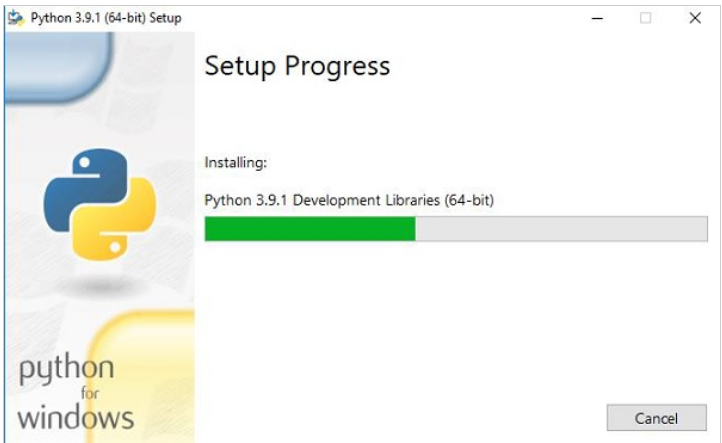 Python 3.9.1 (64-bit) Setup
Setup Progress
Installing:
Python 3.9.1 Development Libraries (64-bit)
python
for
windows
Cancel